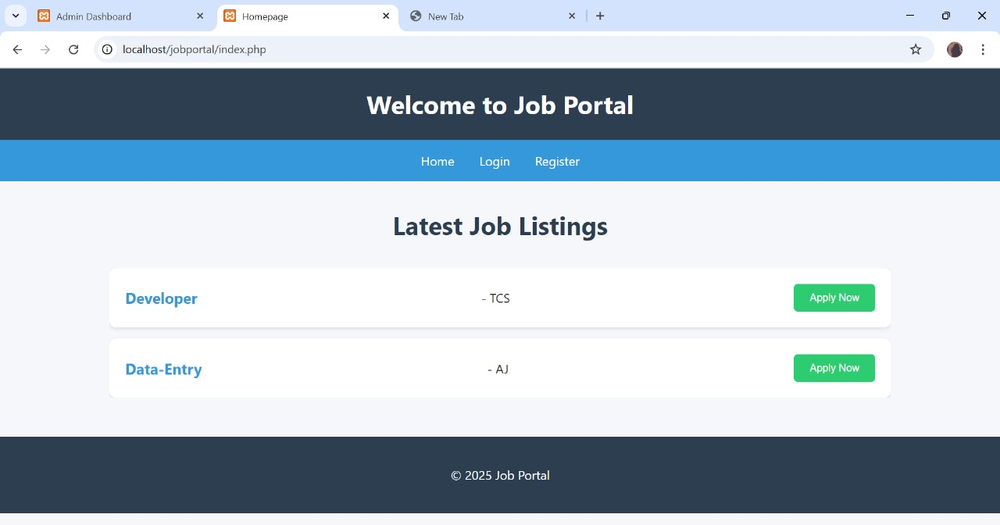 Admin Dashboard
Homepage
New Tab
localhost/jobportal/index.php
Welcome to Job Portal
Home Login Register
Latest Job Listings
Developer - TCS Apply Now
Data-Entry - AJ Apply Now
© 2025 Job Portal